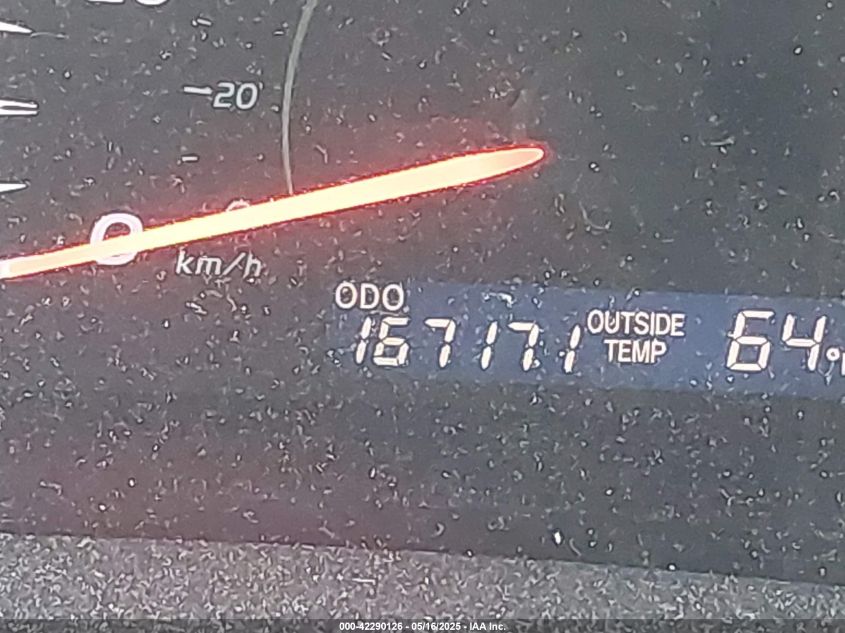 20
0
km/h
ODO
167171
OUTSIDE
TEMP
64°
000-42290126 - 05/16/2025 - IAA Inc.